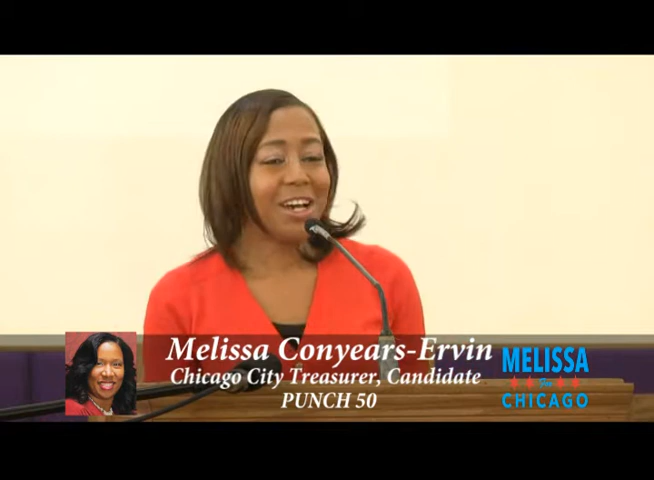 Melissa Conyears-Ervin
Chicago City Treasurer, Candidate
PUNCH 50
MELISSA
For
CHICAGO